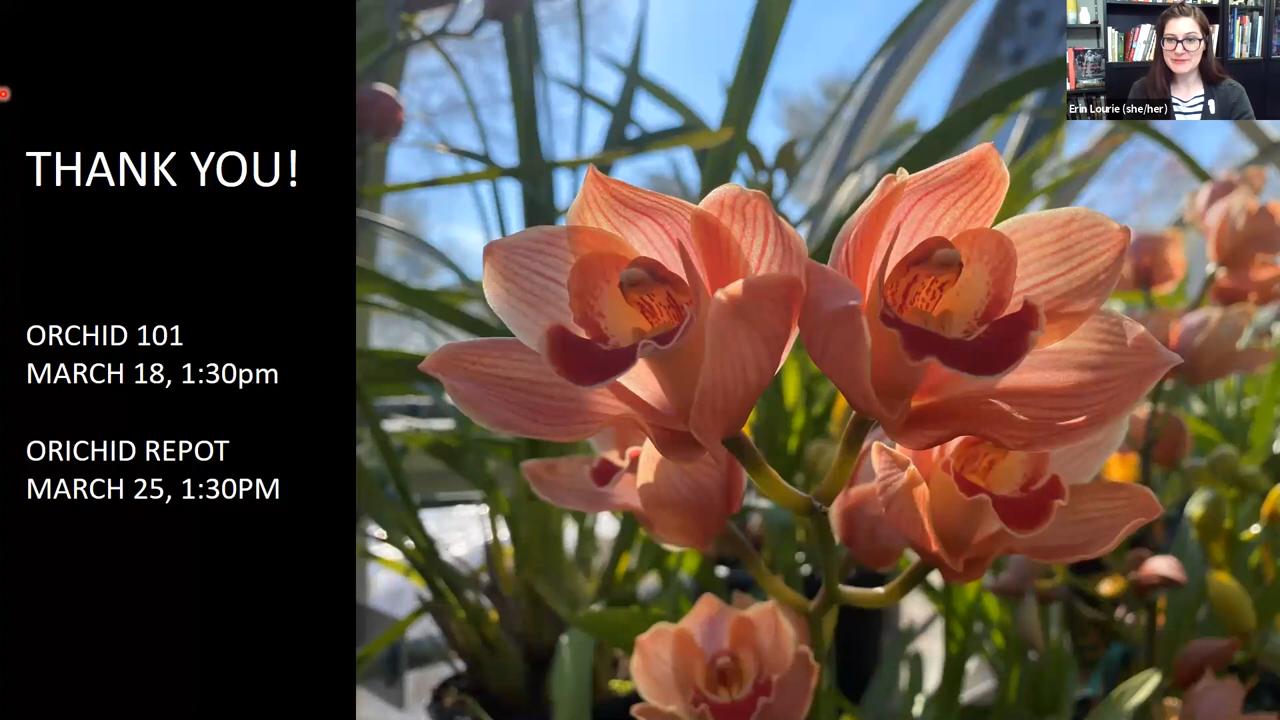 THANK YOU!
ORCHID 101
MARCH 18, 1:30pm
ORICHID REPOT
MARCH 25, 1:30PM
Erin Lourie (she/her)